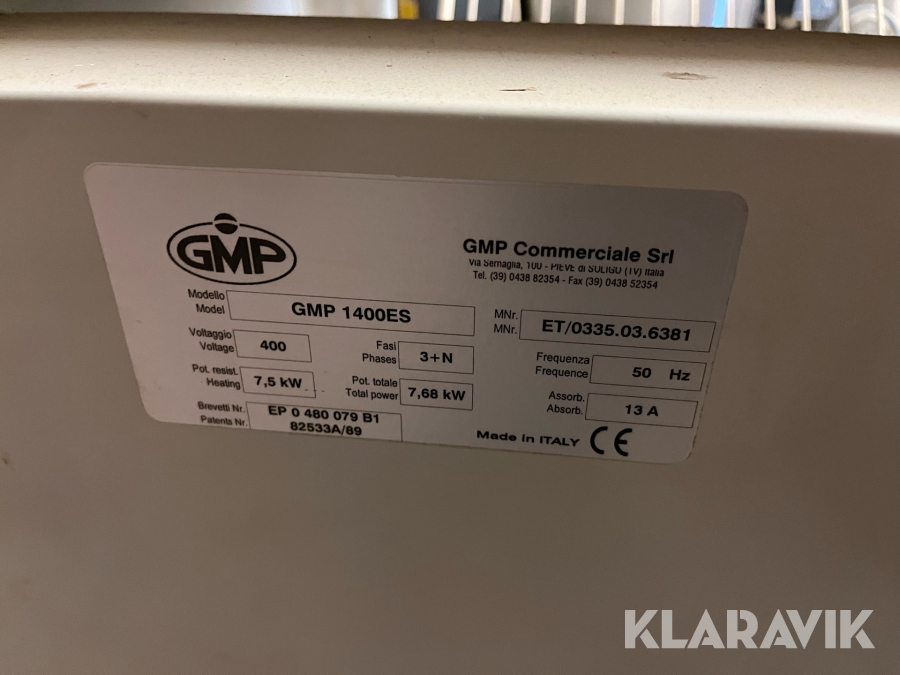 GMP
GMP Commerciale Srl
Via Sernaglia, 100 - PIEVE di SOLIGO (TV) Italia
Tel. (39) 0438 82354 - Fax (39) 0438 52354
Modello
Model
GMP 1400ES
MNr.
MNr.
ET/0335.03.6381
Voltaggio
Voltage
400
Fasi
Phases
3+N
Frequenza
Frequence
50 Hz
Pot. resist.
Heating
7,5 kW
Pot. totale
Total power
7,68 kW
Assorb.
Absorb.
13 A
Brevetti Nr.
Patents Nr.
EP 0 480 079 B1
82533A/89
Made in ITALY CE
KLARAVIK